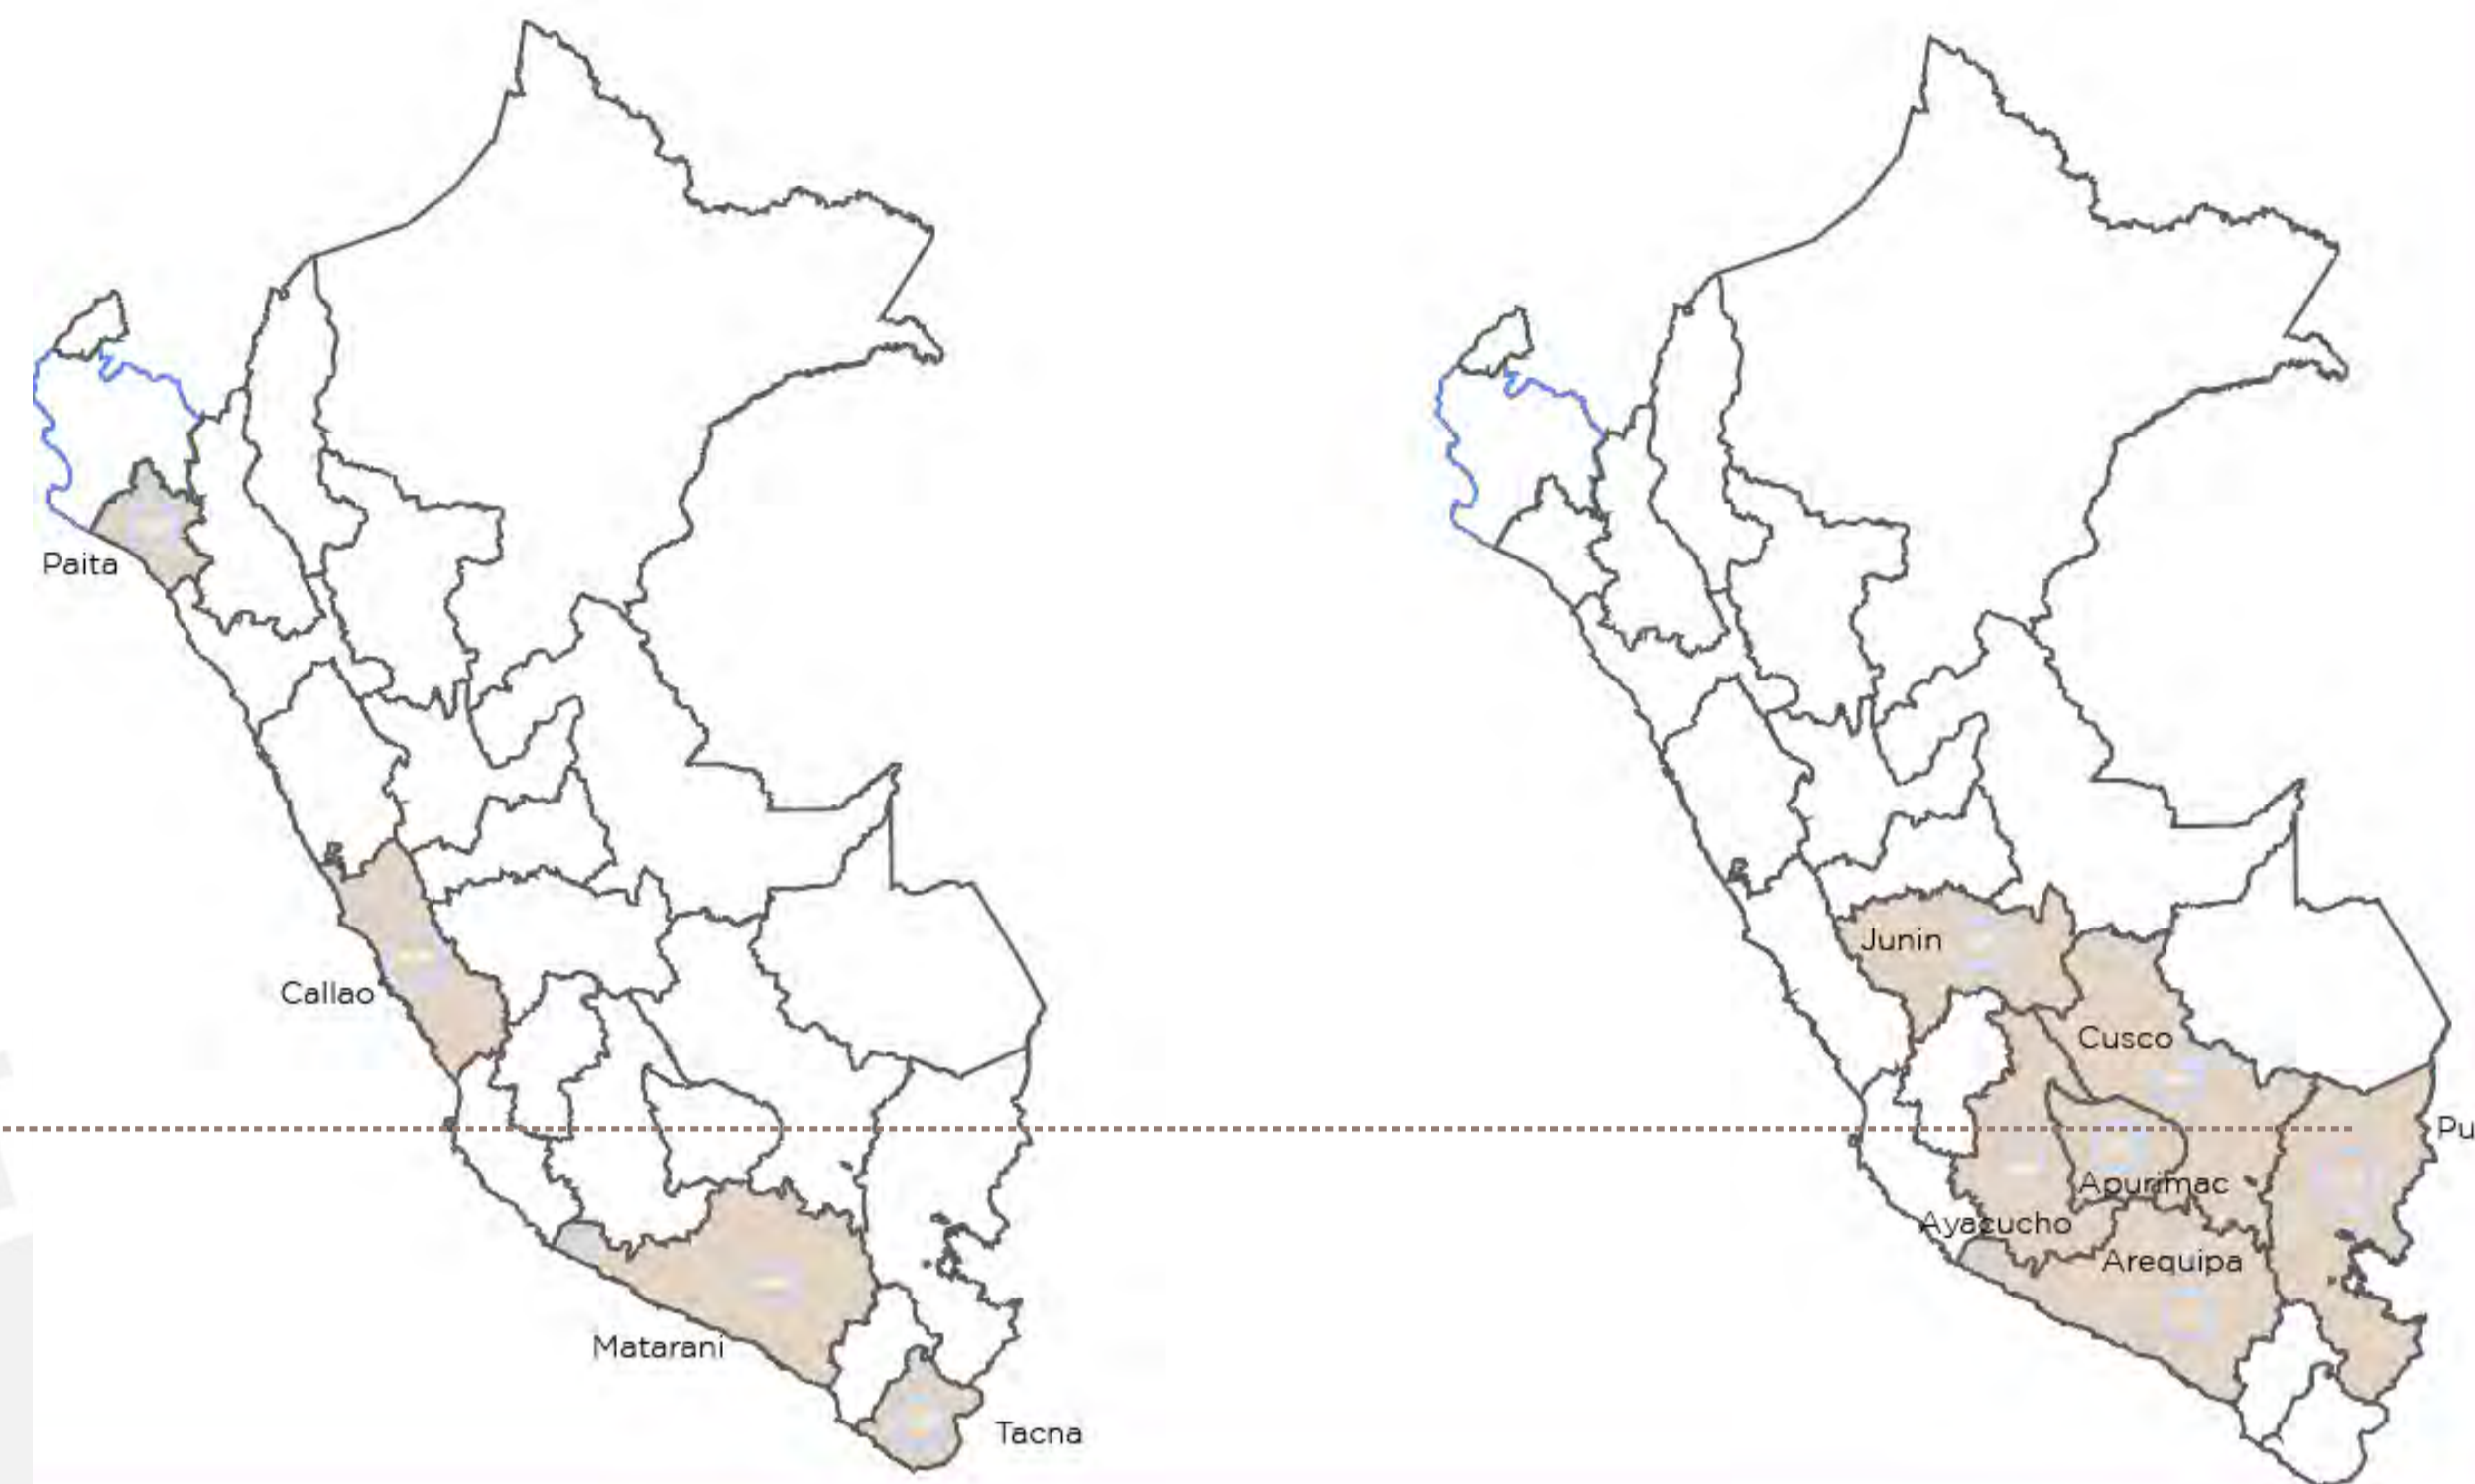 Paita
Callao
Matarani
Tacna
Junin
Cusco
Pu
Apurimac
Ayacucho
Arequipa